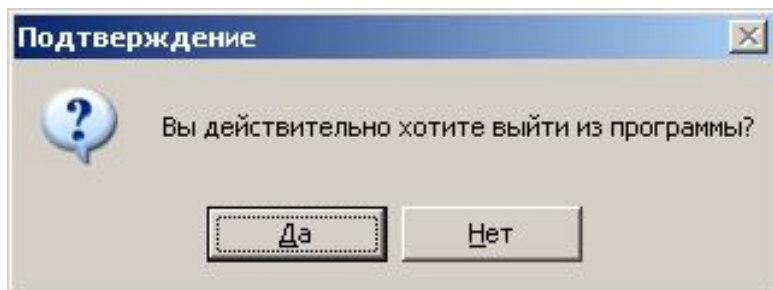 Подтверждение
Вы действительно хотите выйти из программы?
Да
Нет